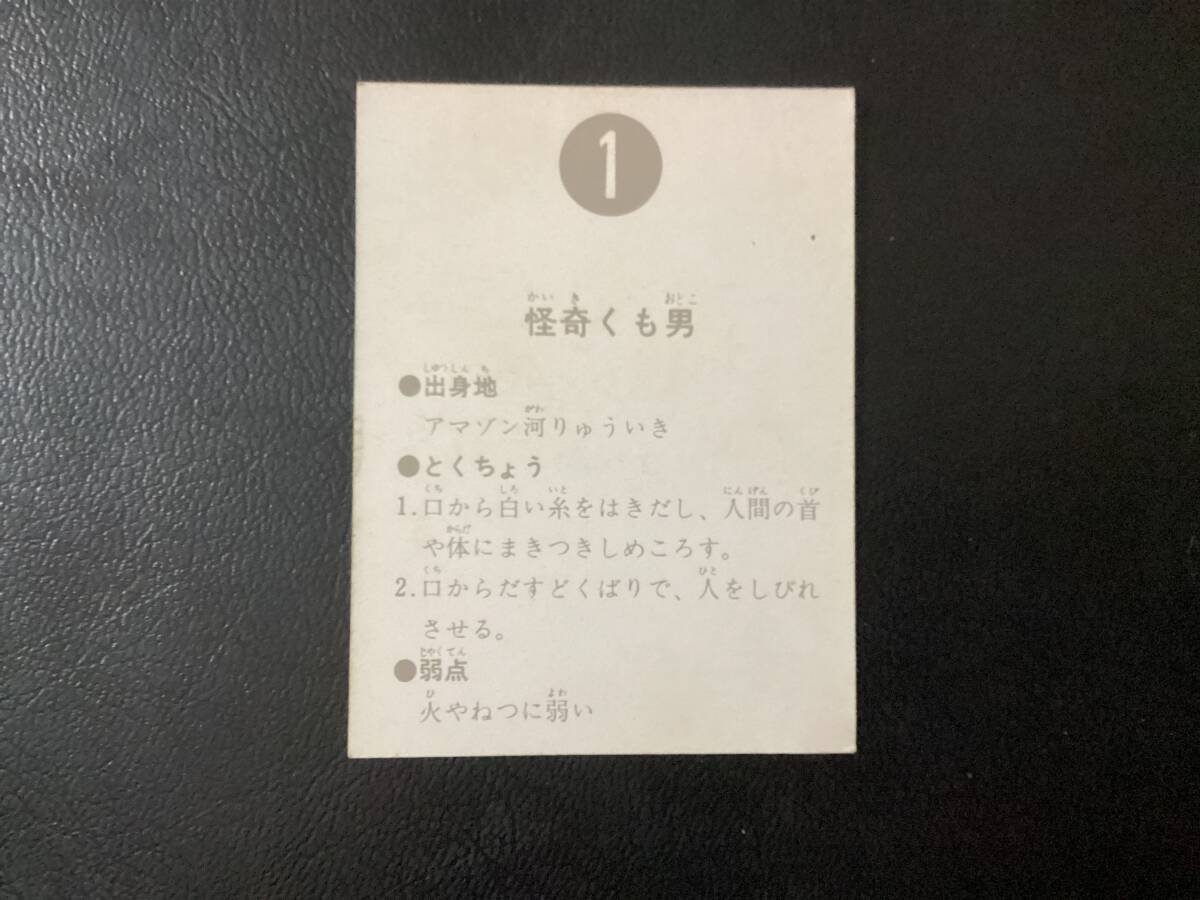 1
怪奇くも男
●出身地
アマゾン河りゅういき
●とくちょう
1.口から白い糸をはきだし、人間の首
や体にまきつきしめころす。
2.口からだすどくばりで、人をしびれ
させる。
●弱点
火やねつに弱い